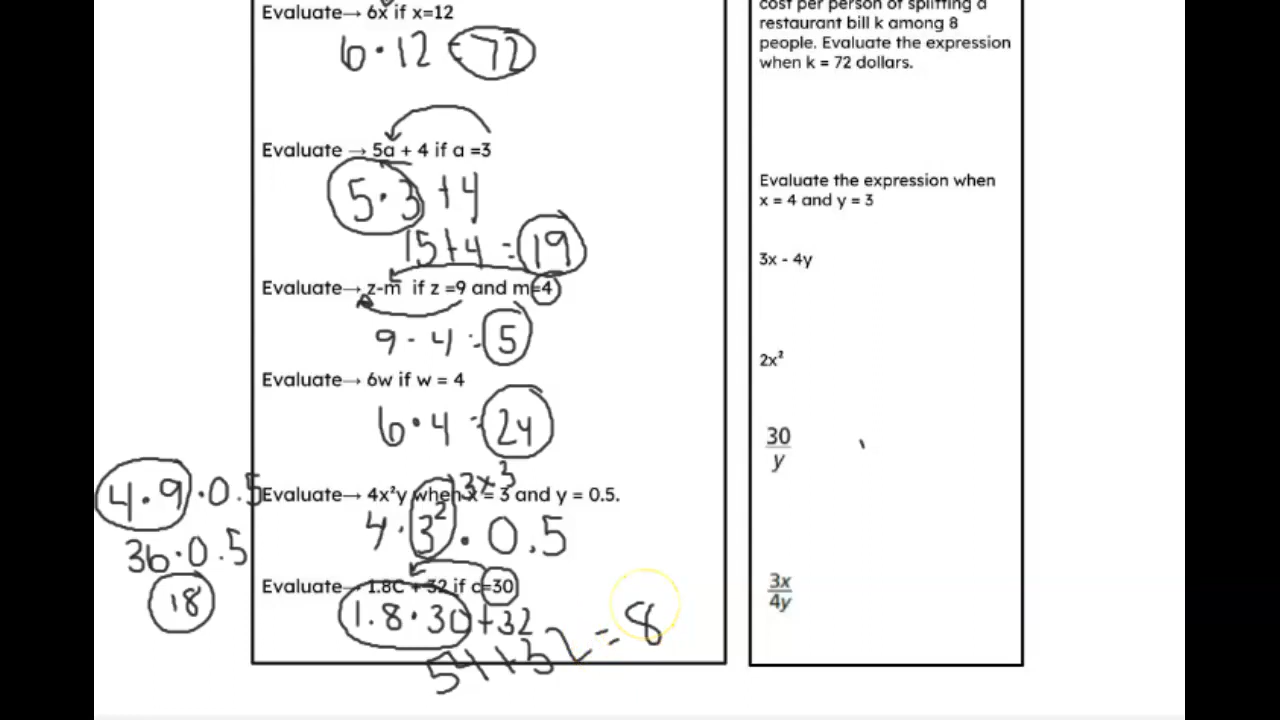 Evaluate→ 6x if x=12
6·12 = 72
Evaluate → 5a + 4 if a =3
5·3 +4
15+4 = 19
Evaluate→ z-m if z =9 and m=4
9 - 4 = 5
Evaluate→ 6w if w = 4
6·4 = 24
3x3
Evaluate→ 4x²y when x = 3 and y = 0.5.
4·3²·0.5
4·9·0.5
36·0.5
18
Evaluate→ 1.8C + 32 if c=30
1.8·30+32
54+32=8
cost per person of splitting a
restaurant bill k among 8
people. Evaluate the expression
when k = 72 dollars.
Evaluate the expression when
x = 4 and y = 3
3x - 4y
2x²
30
y
3x
4y